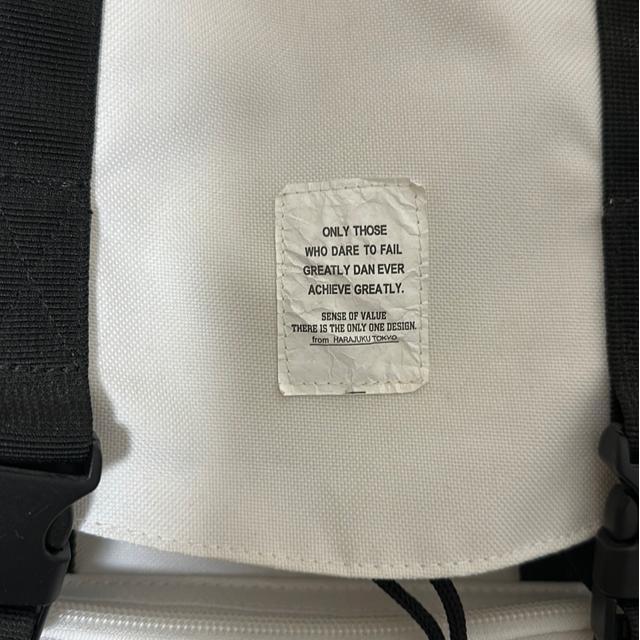 ONLY THOSE
WHO DARE TO FAIL
GREATLY DAN EVER
ACHIEVE GREATLY.
SENSE OF VALUE
THERE IS THE ONLY ONE DESIGN.
from HARAJUKU TOKYO